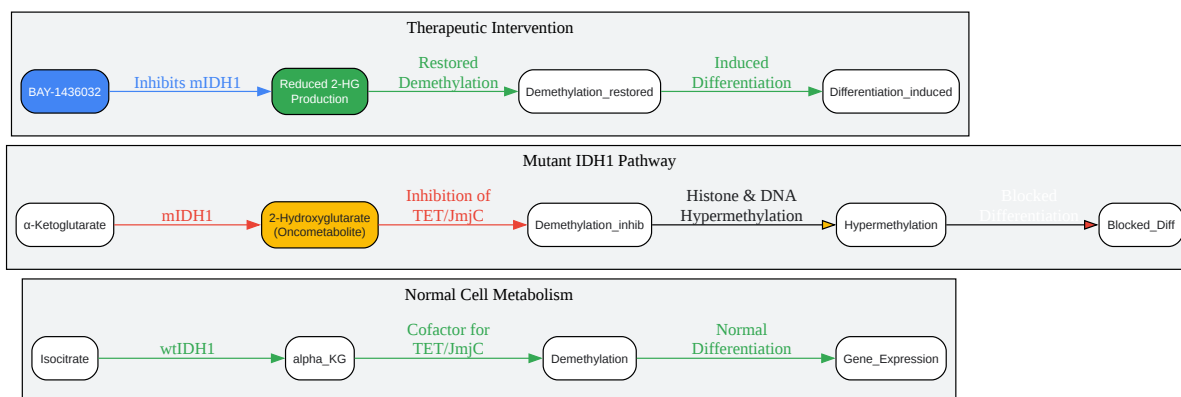 Therapeutic Intervention
BAY-1436032
Inhibits mIDH1
Reduced 2-HG
Production
Restored
Demethylation
Demethylation_restored
Induced
Differentiation
Differentiation_induced
Mutant IDH1 Pathway
α-Ketoglutarate
mIDH1
2-Hydroxyglutarate
(Oncometabolite)
Inhibition of
TET/JmjC
Demethylation_inhib
Histone & DNA
Hypermethylation
Hypermethylation
Blocked
Differentiation
Blocked_Diff
Normal Cell Metabolism
Isocitrate
wtIDH1
alpha_KG
Cofactor for
TET/JmjC
Demethylation
Normal
Differentiation
Gene_Expression